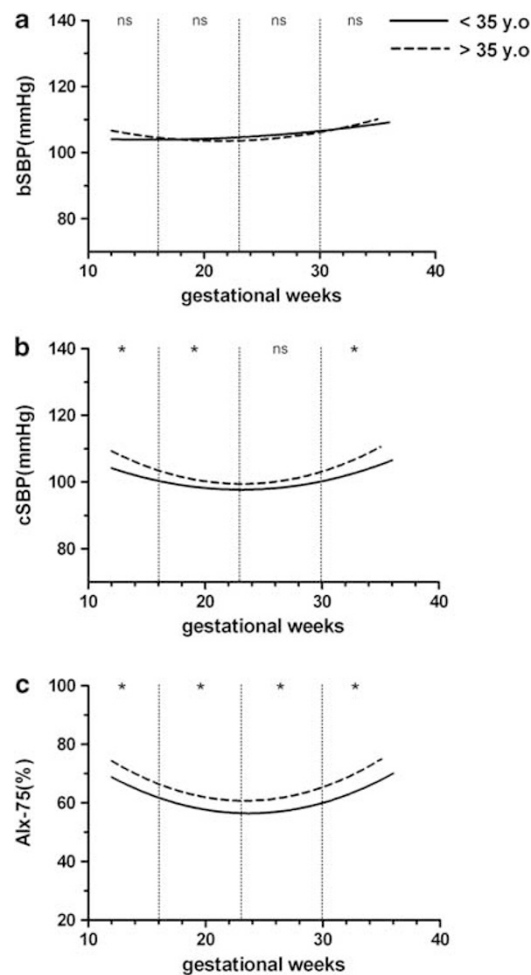 a
ns ns ns ns
< 35 y.o
> 35 y.o
140
120
100
80
bSBP(mmHg)
10 20 30 40
gestational weeks
b
* * ns *
140
120
100
80
cSBP(mmHg)
10 20 30 40
gestational weeks
c
* * * *
100
80
60
40
20
AIx-75(%)
10 20 30 40
gestational weeks